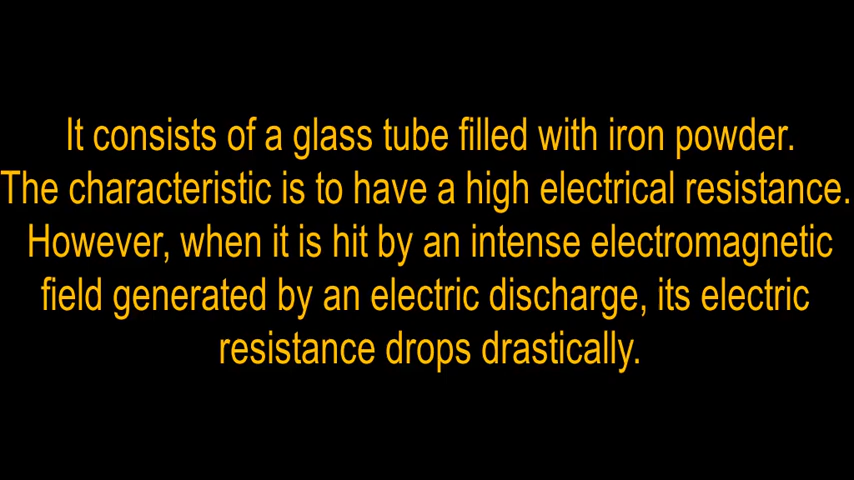 It consists of a glass tube filled with iron powder.
The characteristic is to have a high electrical resistance.
However, when it is hit by an intense electromagnetic
field generated by an electric discharge, its electric
resistance drops drastically.